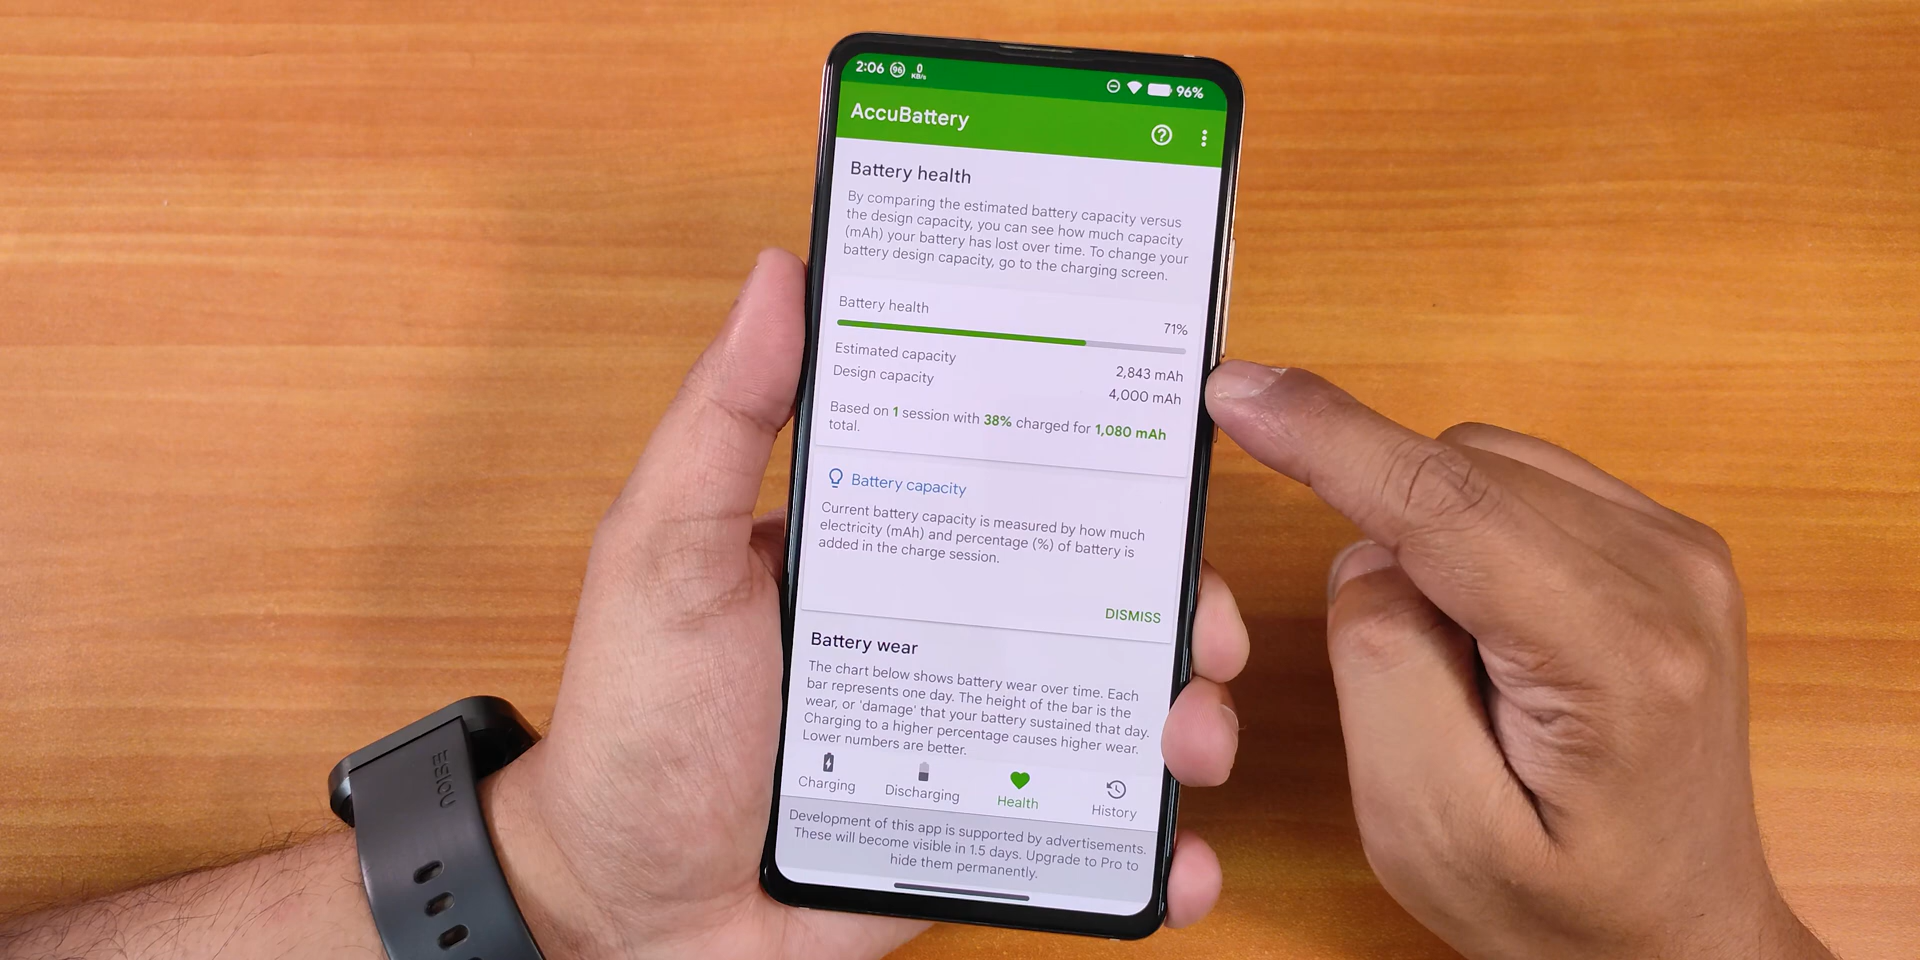 2:06 96 0 KB/s 96%
AccuBattery
Battery health
By comparing the estimated battery capacity versus
the design capacity, you can see how much capacity
(mAh) your battery has lost over time. To change your
battery design capacity, go to the charging screen.
Battery health 71%
Estimated capacity 2,843 mAh
Design capacity 4,000 mAh
Based on 1 session with 38% charged for 1,080 mAh
total.
Battery capacity
Current battery capacity is measured by how much
electricity (mAh) and percentage (%) of battery is
added in the charge session.
DISMISS
Battery wear
The chart below shows battery wear over time. Each
bar represents one day. The height of the bar is the
wear, or 'damage' that your battery sustained that day.
Charging to a higher percentage causes higher wear.
Lower numbers are better.
Charging Discharging Health History
Development of this app is supported by advertisements.
These will become visible in 1.5 days. Upgrade to Pro to
hide them permanently.
NOISE